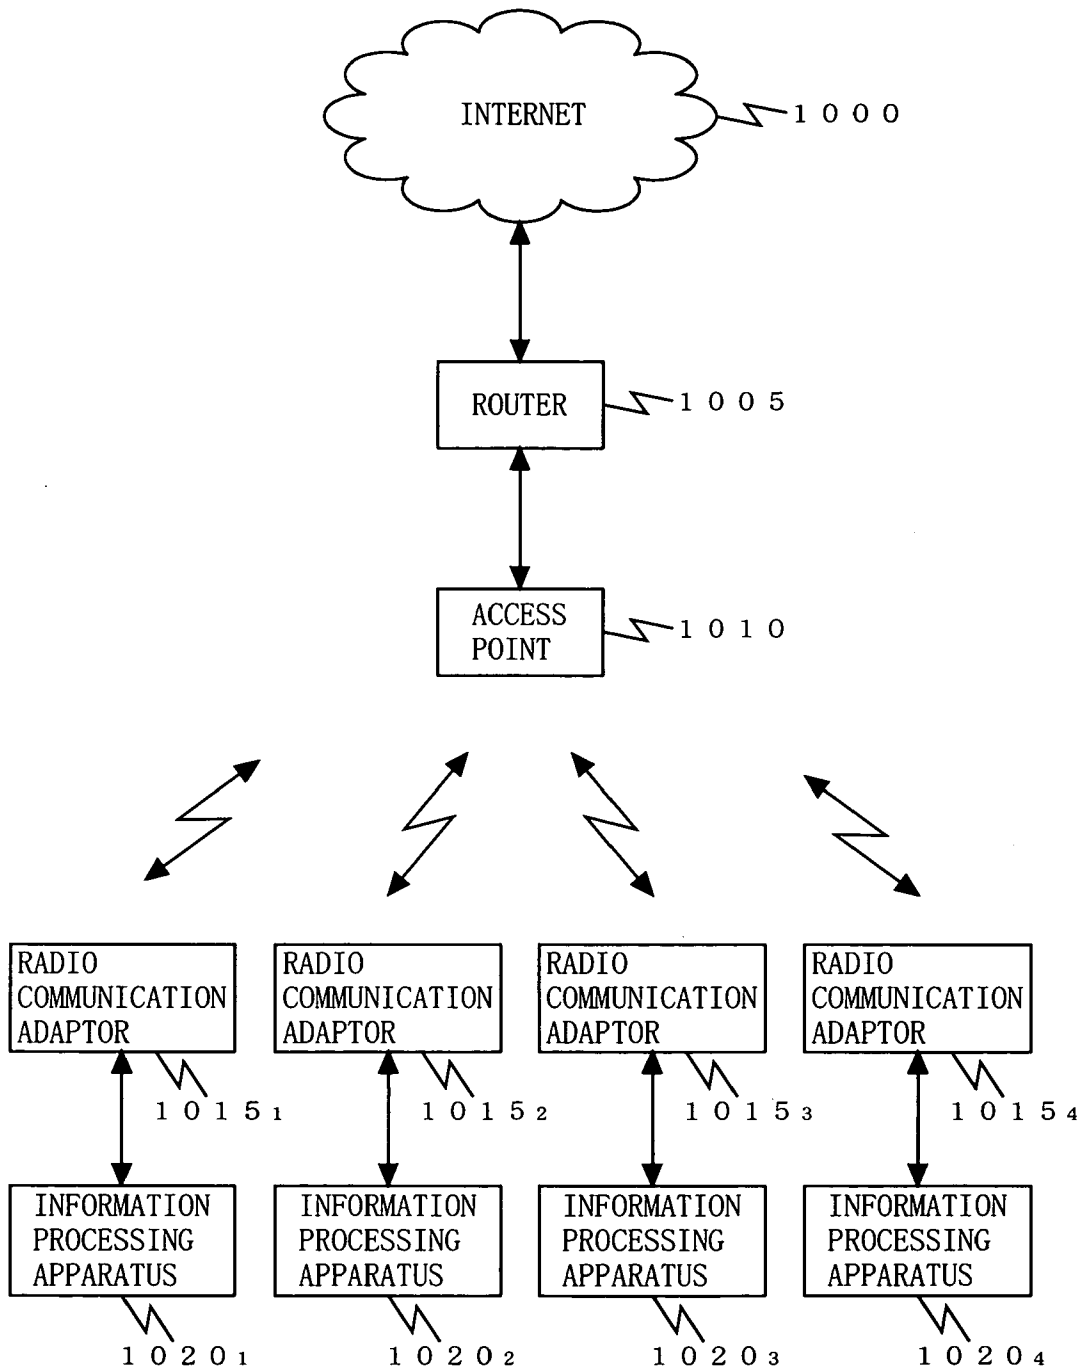 INTERNET
1000
ROUTER
1005
ACCESS
POINT
1010
RADIO
COMMUNICATION
ADAPTOR
RADIO
COMMUNICATION
ADAPTOR
RADIO
COMMUNICATION
ADAPTOR
RADIO
COMMUNICATION
ADAPTOR
1015₁
1015₂
1015₃
1015₄
INFORMATION
PROCESSING
APPARATUS
INFORMATION
PROCESSING
APPARATUS
INFORMATION
PROCESSING
APPARATUS
INFORMATION
PROCESSING
APPARATUS
1020₁
1020₂
1020₃
1020₄